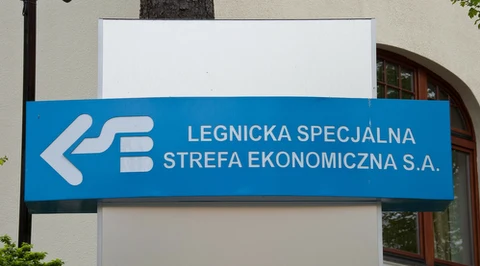 LEGNICKA SPECJALNA
STREFA EKONOMICZNA S.A.